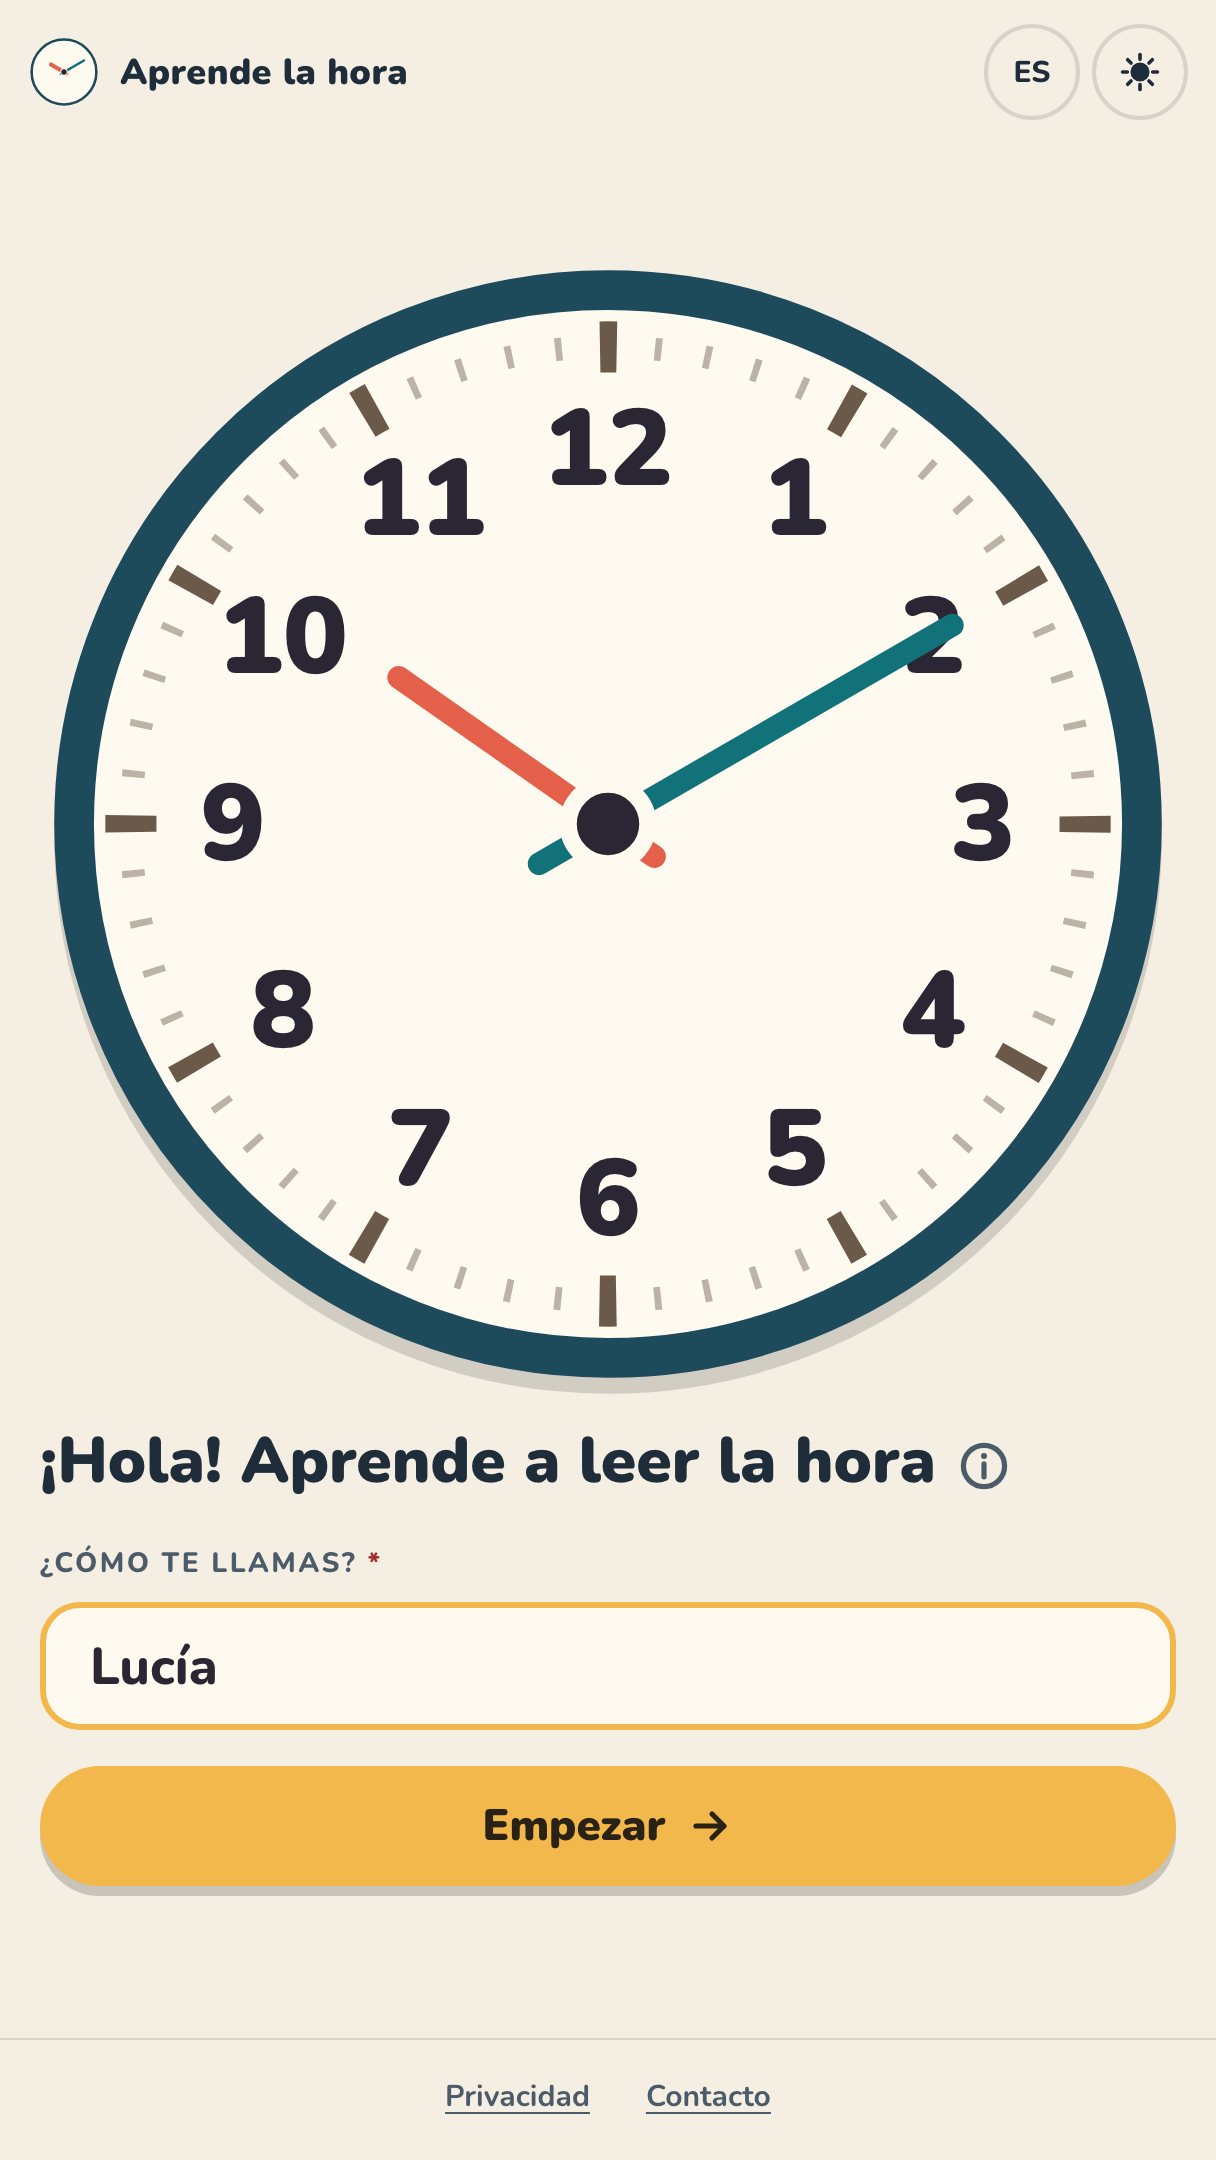 Aprende la hora
ES
12
11
1
10
2
9
3
8
4
7
5
6
¡Hola! Aprende a leer la hora
¿CÓMO TE LLAMAS? *
Lucía
Empezar →
Privacidad Contacto